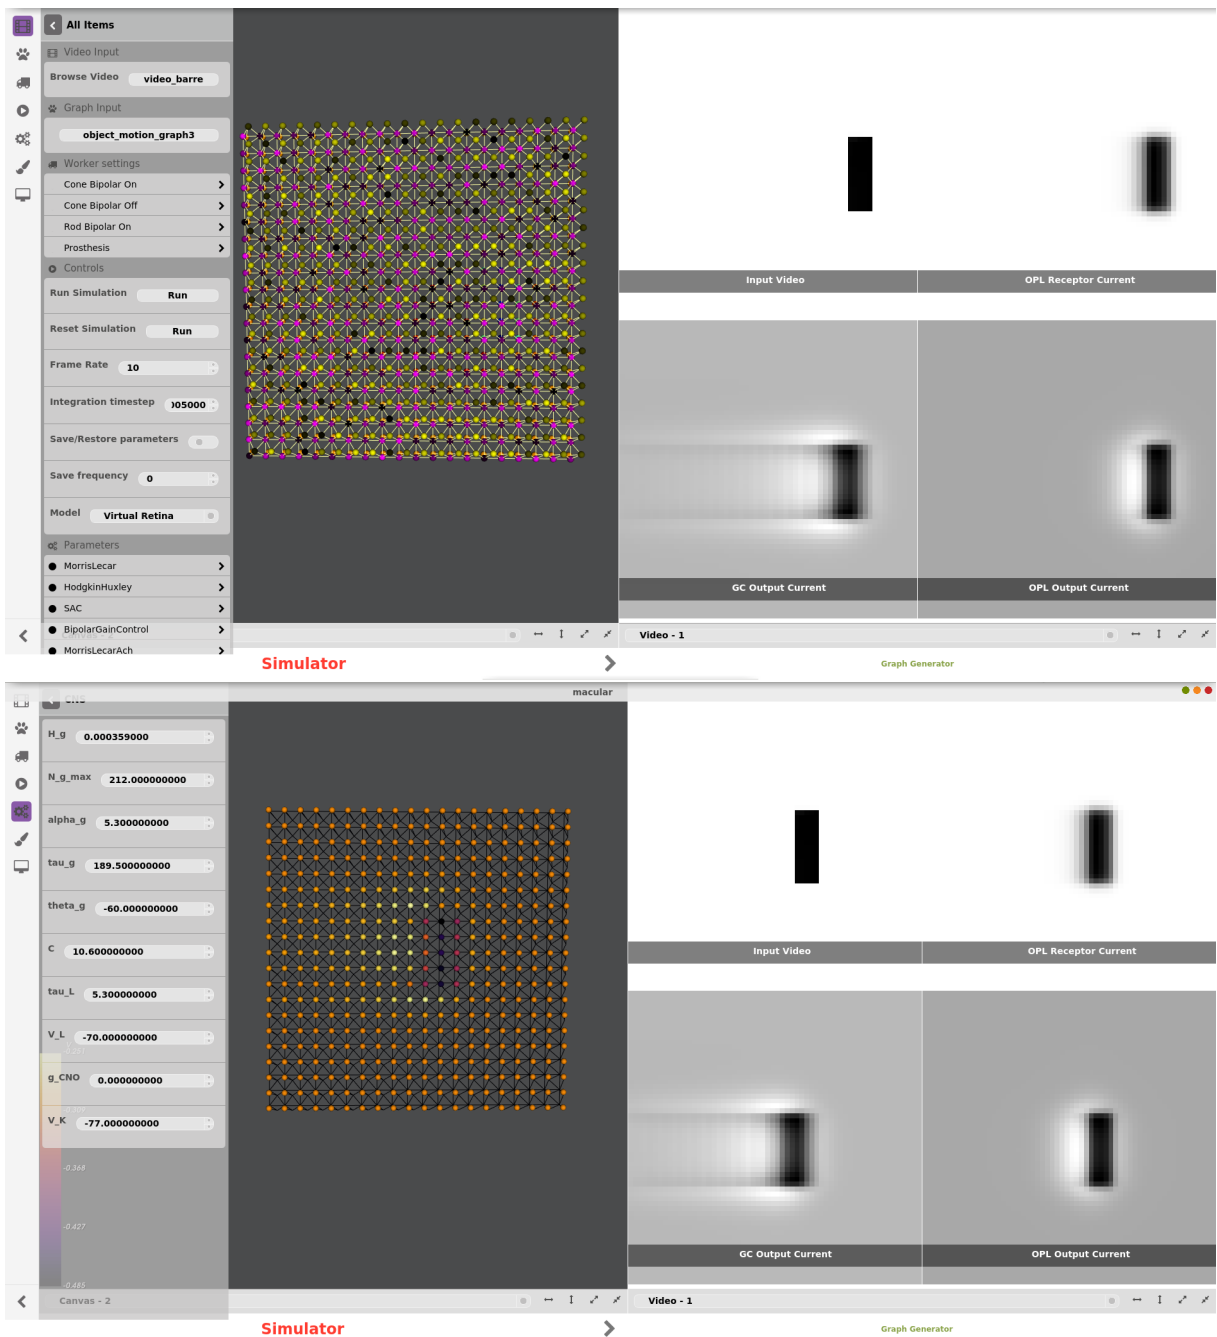 All Items
Video Input
Browse Video video_barre
Graph Input
object_motion_graph3
Worker settings
Cone Bipolar On
Cone Bipolar Off
Rod Bipolar On
Prosthesis
Controls
Run Simulation Run
Reset Simulation Run
Frame Rate 10
Integration timestep )05000
Save/Restore parameters
Save frequency 0
Model Virtual Retina
Parameters
MorrisLecar
HodgkinHuxley
SAC
BipolarGainControl
MorrisLecarAch
Canvas - 2
Input Video
OPL Receptor Current
GC Output Current
OPL Output Current
Video - 1
Simulator
Graph Generator
macular
CNS
H_g 0.000359000
N_g_max 212.000000000
alpha_g 5.300000000
tau_g 189.500000000
theta_g -60.000000000
C 10.600000000
tau_L 5.300000000
V_L -70.000000000
g_CNO 0.000000000
V_K -77.000000000
-0.368
-0.427
-0.485
Canvas - 2
Input Video
OPL Receptor Current
GC Output Current
OPL Output Current
Video - 1
Simulator
Graph Generator